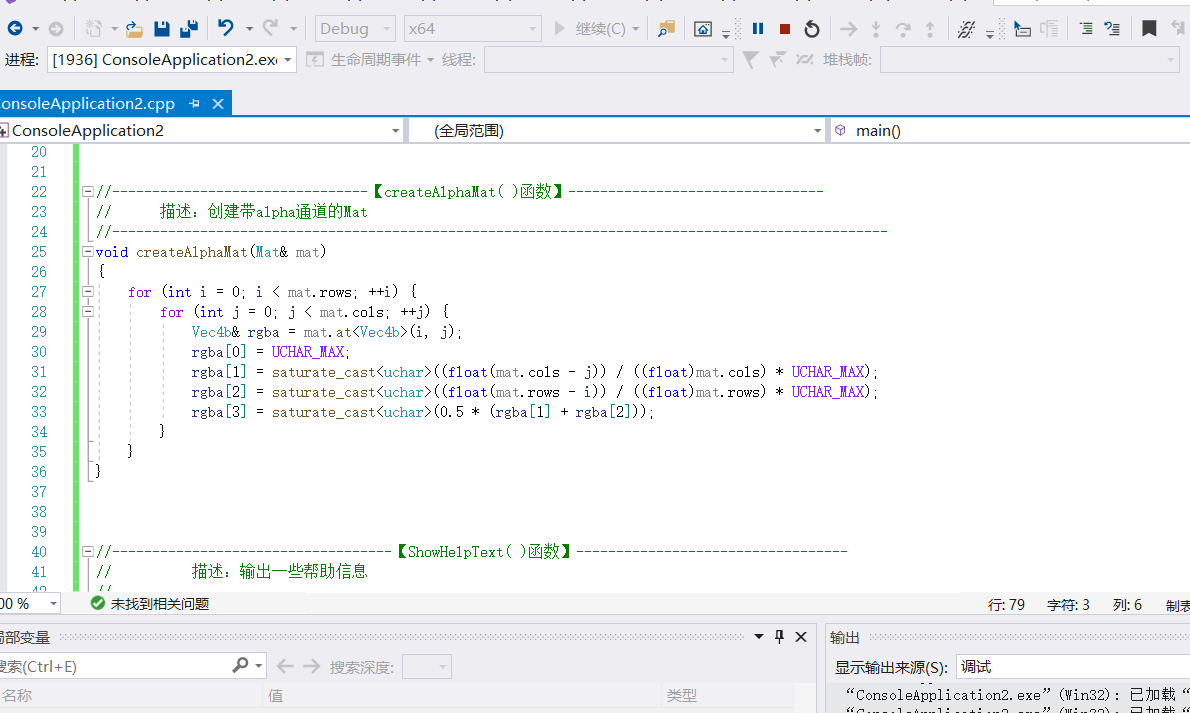 Debug x64 继续(C)
进程: [1936] ConsoleApplication2.exe 生命周期事件 线程: 堆栈帧:
onsoleApplication2.cpp
ConsoleApplication2 (全局范围) main()
20
21
22 //--------------------------------【createAlphaMat( )函数】--------------------------------
23 // 描述：创建带alpha通道的Mat
24 //-------------------------------------------------------------------------------------------------
25 void createAlphaMat(Mat& mat)
26 {
27 for (int i = 0; i < mat.rows; ++i) {
28 for (int j = 0; j < mat.cols; ++j) {
29 Vec4b& rgba = mat.at<Vec4b>(i, j);
30 rgba[0] = UCHAR_MAX;
31 rgba[1] = saturate_cast<uchar>((float(mat.cols - j)) / ((float)mat.cols) * UCHAR_MAX);
32 rgba[2] = saturate_cast<uchar>((float(mat.rows - i)) / ((float)mat.rows) * UCHAR_MAX);
33 rgba[3] = saturate_cast<uchar>(0.5 * (rgba[1] + rgba[2]));
34 }
35 }
36 }
37
38
39
40 //-----------------------------------【ShowHelpText( )函数】----------------------------------
41 // 描述：输出一些帮助信息
42 //
00 % 未找到相关问题 行: 79 字符: 3 列: 6 制表
部变量 输出
搜索(Ctrl+E) 搜索深度: 显示输出来源(S): 调试
名称 值 类型
“ConsoleApplication2.exe”(Win32): 已加载“
“ConsoleApplication2.exe”(Win32): 已加载“